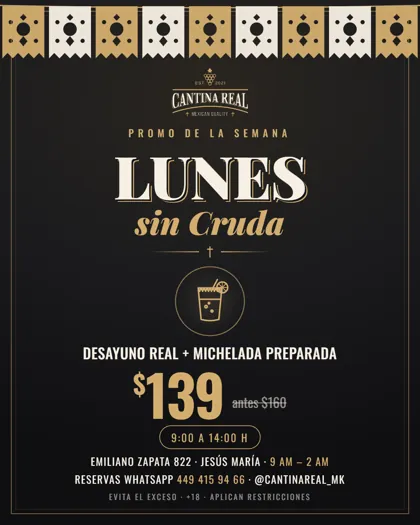 EST. 2021
CANTINA REAL
MEXICAN QUALITY
PROMO DE LA SEMANA
LUNES
sin Cruda
DESAYUNO REAL + MICHELADA PREPARADA
$139 antes $160
9:00 A 14:00 H
EMILIANO ZAPATA 822 · JESÚS MARÍA · 9 AM – 2 AM
RESERVAS WHATSAPP 449 415 94 66 · @CANTINAREAL_MK
EVITA EL EXCESO · +18 · APLICAN RESTRICCIONES